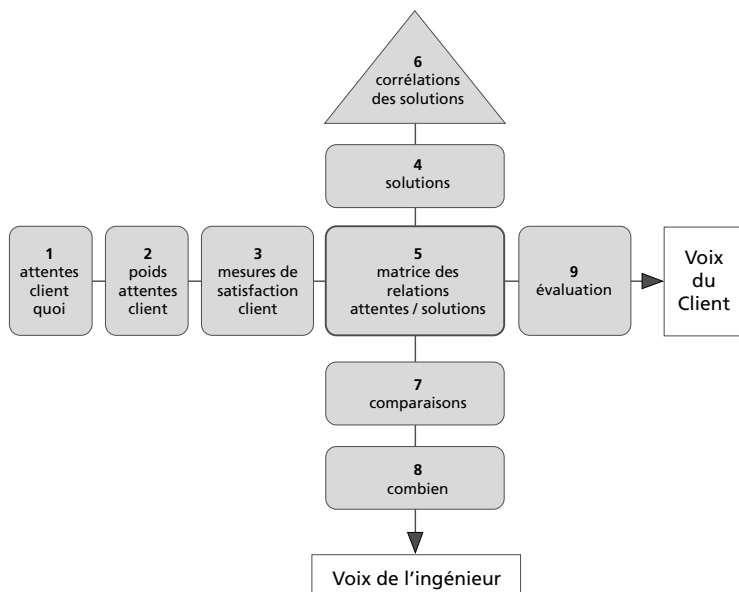 6
corrélations
des solutions
4
solutions
1
attentes
client
quoi
2
poids
attentes
client
3
mesures de
satisfaction
client
5
matrice des
relations
attentes / solutions
9
évaluation
Voix
du
Client
7
comparaisons
8
combien
Voix de l'ingénieur